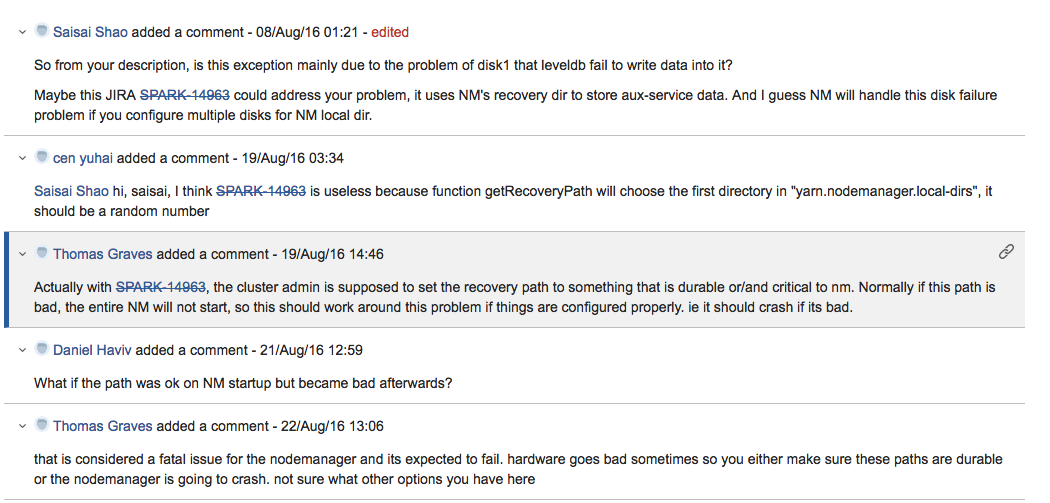 Saisai Shao added a comment - 08/Aug/16 01:21 - edited
So from your description, is this exception mainly due to the problem of disk1 that leveldb fail to write data into it?
Maybe this JIRA SPARK-14963 could address your problem, it uses NM's recovery dir to store aux-service data. And I guess NM will handle this disk failure
problem if you configure multiple disks for NM local dir.
cen yuhai added a comment - 19/Aug/16 03:34
Saisai Shao hi, saisai, I think SPARK-14963 is useless because function getRecoveryPath will choose the first directory in "yarn.nodemanager.local-dirs", it
should be a random number
Thomas Graves added a comment - 19/Aug/16 14:46
Actually with SPARK-14963, the cluster admin is supposed to set the recovery path to something that is durable or/and critical to nm. Normally if this path is
bad, the entire NM will not start, so this should work around this problem if things are configured properly. ie it should crash if its bad.
Daniel Haviv added a comment - 21/Aug/16 12:59
What if the path was ok on NM startup but became bad afterwards?
Thomas Graves added a comment - 22/Aug/16 13:06
that is considered a fatal issue for the nodemanager and its expected to fail. hardware goes bad sometimes so you either make sure these paths are durable
or the nodemanager is going to crash. not sure what other options you have here